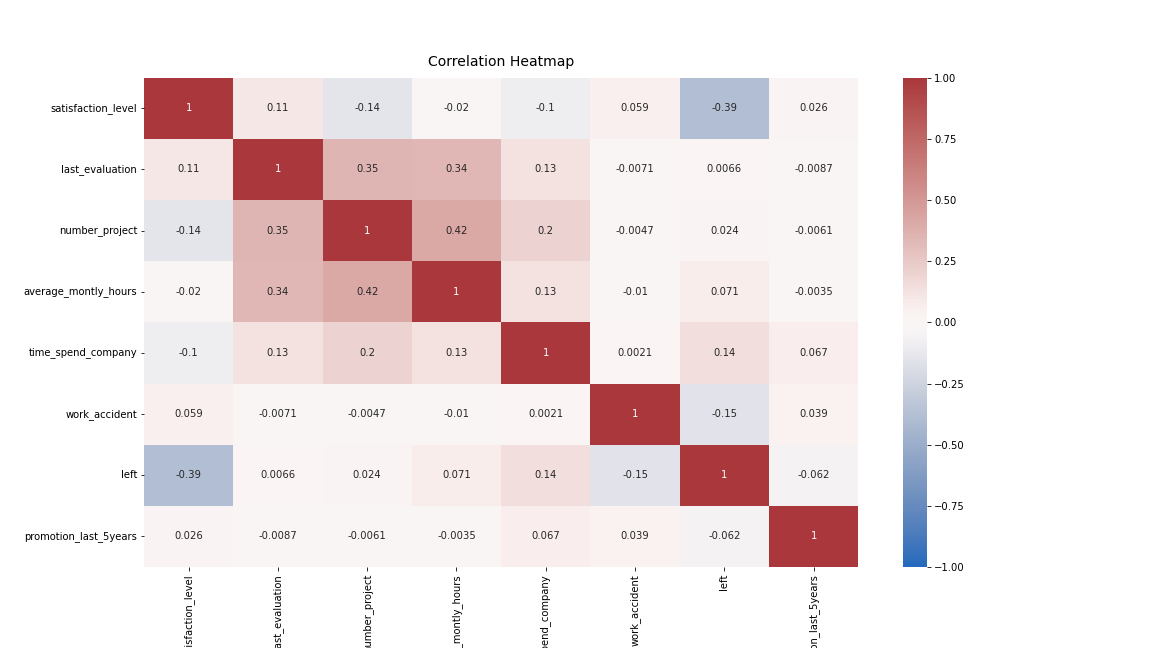 Correlation Heatmap
satisfaction_level 1 0.11 -0.14 -0.02 -0.1 0.059 -0.39 0.026
last_evaluation 0.11 1 0.35 0.34 0.13 -0.0071 0.0066 -0.0087
number_project -0.14 0.35 1 0.42 0.2 -0.0047 0.024 -0.0061
average_montly_hours -0.02 0.34 0.42 1 0.13 -0.01 0.071 -0.0035
time_spend_company -0.1 0.13 0.2 0.13 1 0.0021 0.14 0.067
work_accident 0.059 -0.0071 -0.0047 -0.01 0.0021 1 -0.15 0.039
left -0.39 0.0066 0.024 0.071 0.14 -0.15 1 -0.062
promotion_last_5years 0.026 -0.0087 -0.0061 -0.0035 0.067 0.039 -0.062 1
isfaction_level
ast_evaluation
umber_project
_montly_hours
end_company
work_accident
left
on_last_5years
1.00
0.75
0.50
0.25
0.00
−0.25
−0.50
−0.75
−1.00